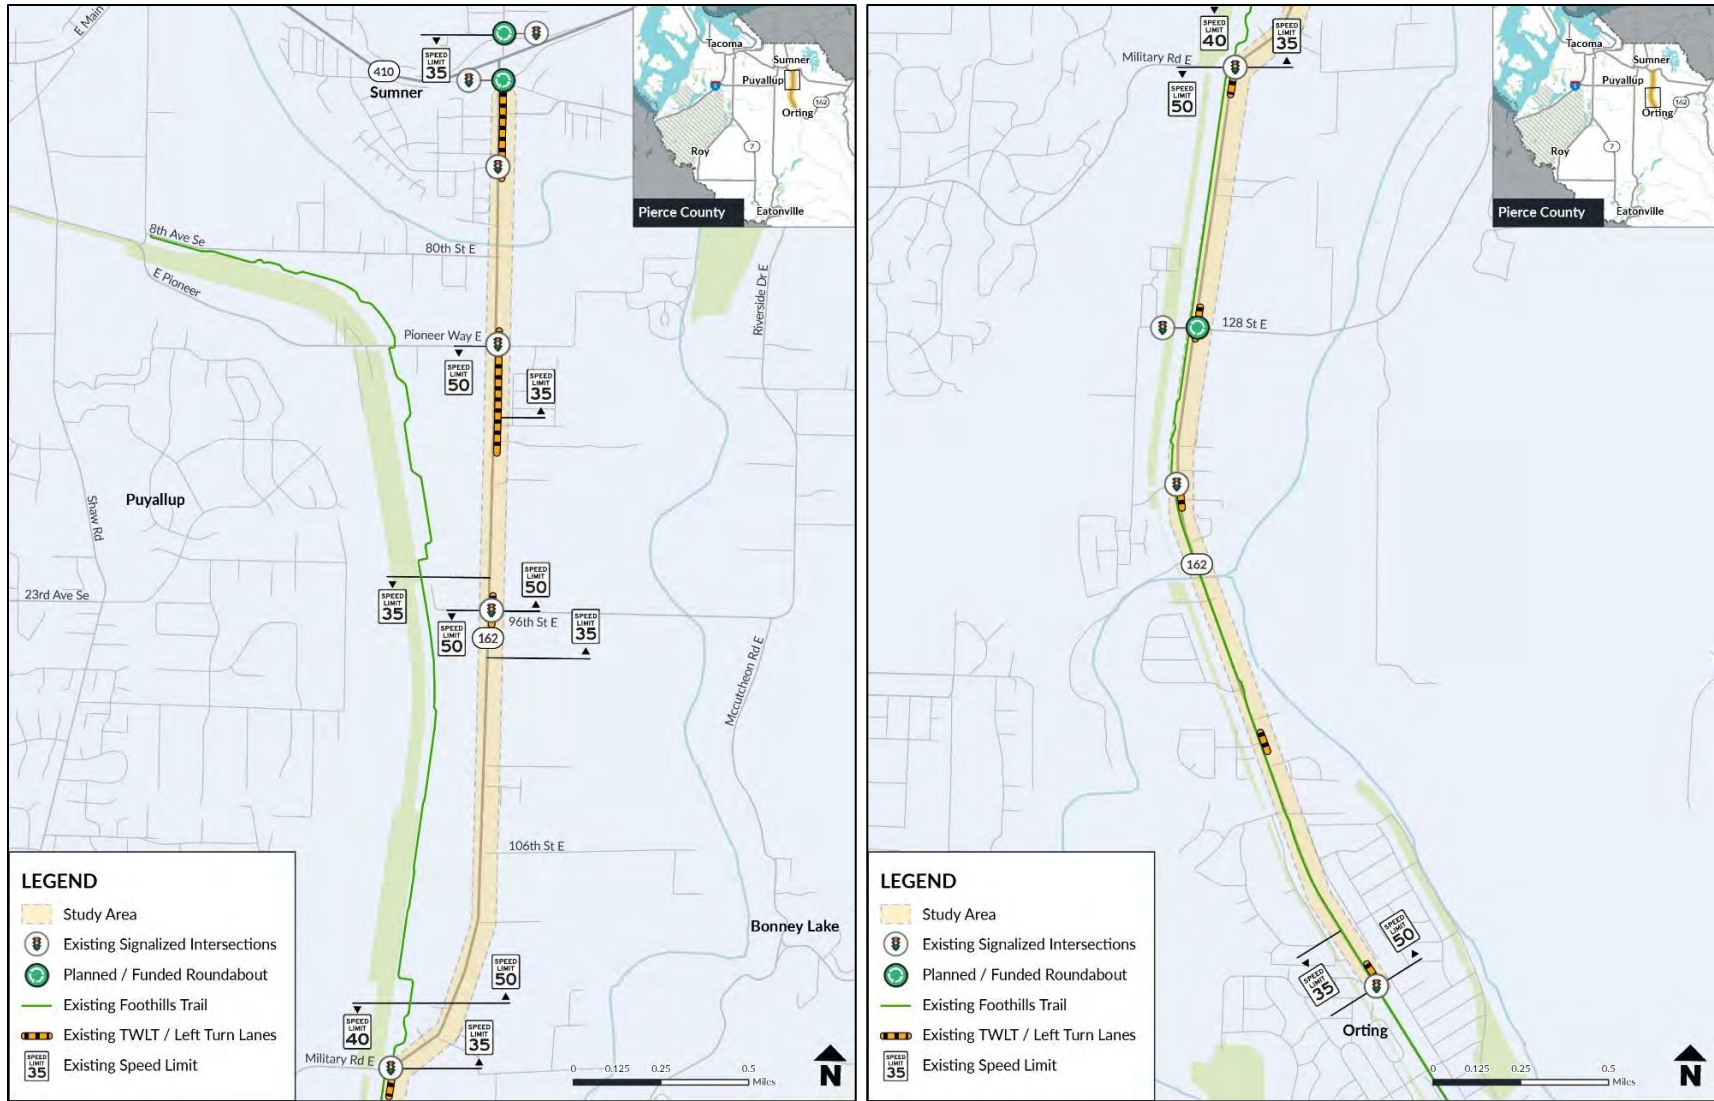 E Main
SPEED
LIMIT
35
410
Sumner
8th Ave Se
80th St E
E Pioneer
Pioneer Way E
SPEED
LIMIT
50
SPEED
LIMIT
35
Riverside Dr E
Puyallup
Shaw Rd
23rd Ave Se
SPEED
LIMIT
35
SPEED
LIMIT
50
SPEED
LIMIT
50
96th St E
SPEED
LIMIT
35
162
Mccutcheon Rd E
106th St E
Bonney Lake
SPEED
LIMIT
50
SPEED
LIMIT
40
SPEED
LIMIT
35
Military Rd E
Tacoma
Sumner
Puyallup
5
162
Orting
Roy
7
Eatonville
Pierce County
LEGEND
Study Area
Existing Signalized Intersections
Planned / Funded Roundabout
Existing Foothills Trail
Existing TWLT / Left Turn Lanes
SPEED
LIMIT
35
Existing Speed Limit
0 0.125 0.25 0.5
Miles
N
SPEED
LIMIT
40
SPEED
LIMIT
35
Military Rd E
SPEED
LIMIT
50
128 St E
162
SPEED
LIMIT
50
SPEED
LIMIT
35
Orting
Tacoma
Sumner
Puyallup
5
162
Orting
Roy
7
Eatonville
Pierce County
LEGEND
Study Area
Existing Signalized Intersections
Planned / Funded Roundabout
Existing Foothills Trail
Existing TWLT / Left Turn Lanes
SPEED
LIMIT
35
Existing Speed Limit
0 0.125 0.25 0.5
Miles
N